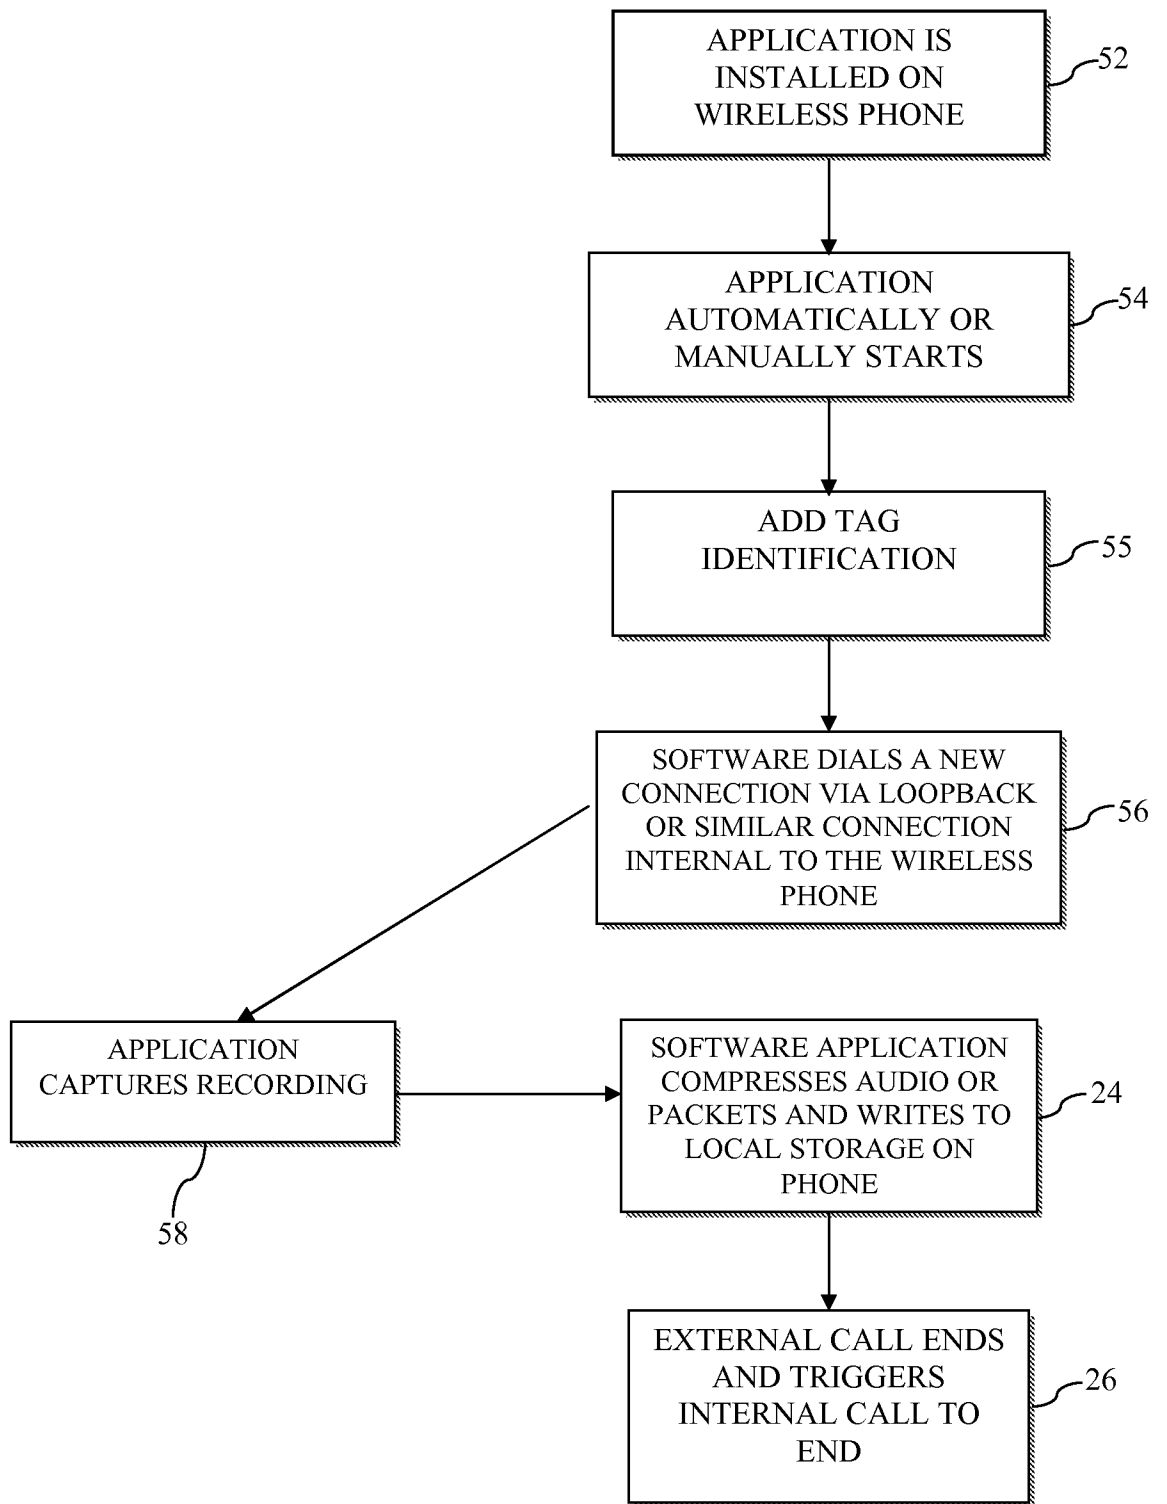 APPLICATION IS
INSTALLED ON
WIRELESS PHONE
52
APPLICATION
AUTOMATICALLY OR
MANUALLY STARTS
54
ADD TAG
IDENTIFICATION
55
SOFTWARE DIALS A NEW
CONNECTION VIA LOOPBACK
OR SIMILAR CONNECTION
INTERNAL TO THE WIRELESS
PHONE
56
APPLICATION
CAPTURES RECORDING
58
SOFTWARE APPLICATION
COMPRESSES AUDIO OR
PACKETS AND WRITES TO
LOCAL STORAGE ON
PHONE
24
EXTERNAL CALL ENDS
AND TRIGGERS
INTERNAL CALL TO
END
26